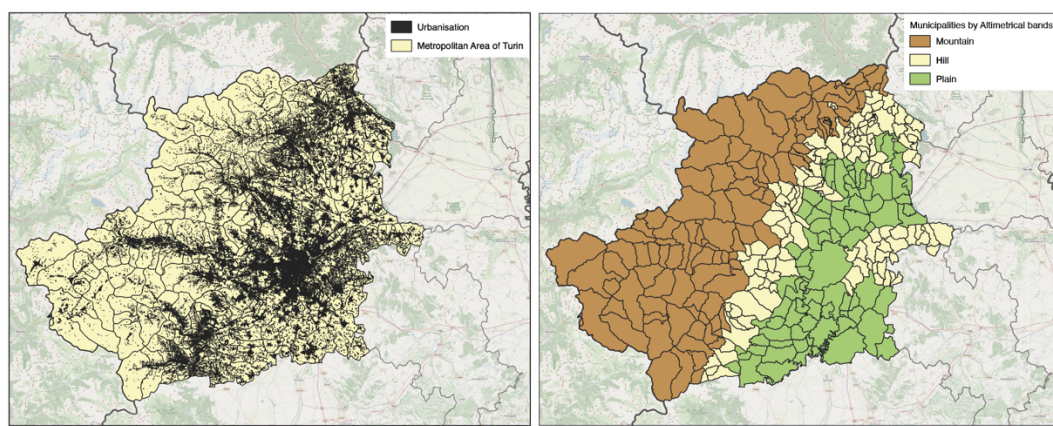 Urbanisation
Metropolitan Area of Turin
Municipalities by Altimetrical bands
Mountain
Hill
Plain